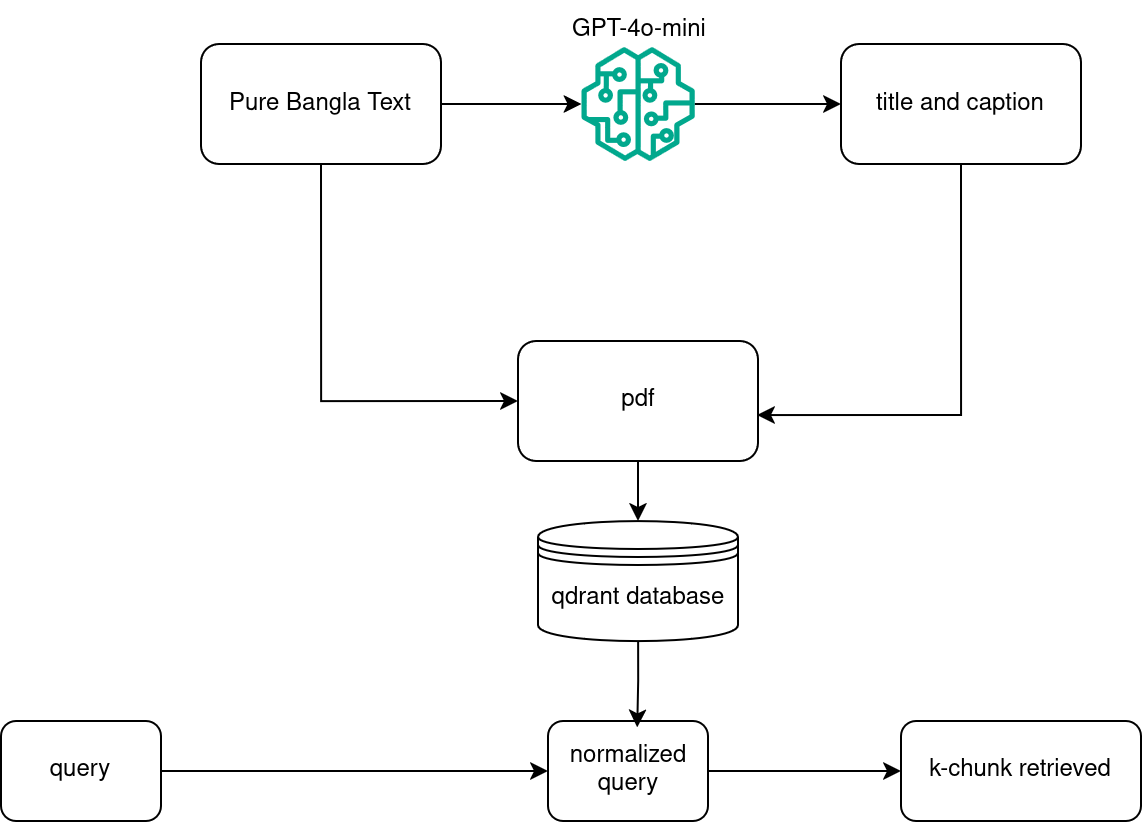 GPT-4o-mini
Pure Bangla Text
title and caption
pdf
qdrant database
query
normalized
query
k-chunk retrieved